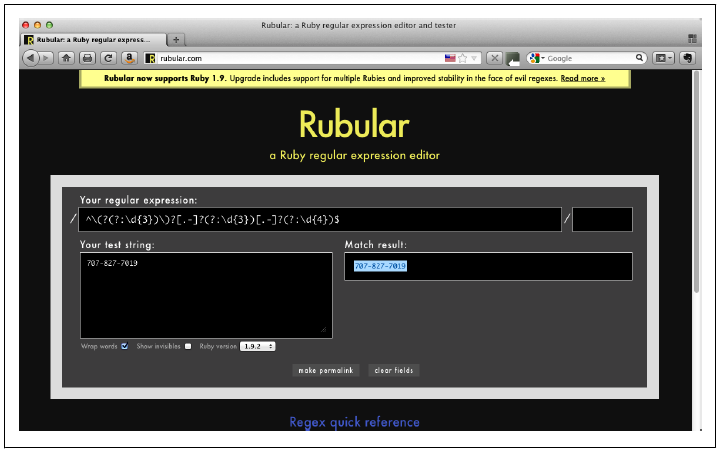 Rubular: a Ruby regular expression editor and tester
Rubular: a Ruby regular express...
rubular.com
Google
Rubular now supports Ruby 1.9. Upgrade includes support for multiple Rubies and improved stability in the face of evil regexes. Read more »
Rubular
a Ruby regular expression editor
Your regular expression:
/ ^\(?(?:\d{3})\)?[.-]?(?:\d{3})[.-]?(?:\d{4})$ /
Your test string:
Match result:
707-827-7019
707-827-7019
Wrap words Show invisibles Ruby version 1.9.2
make permalink clear fields
Regex quick reference